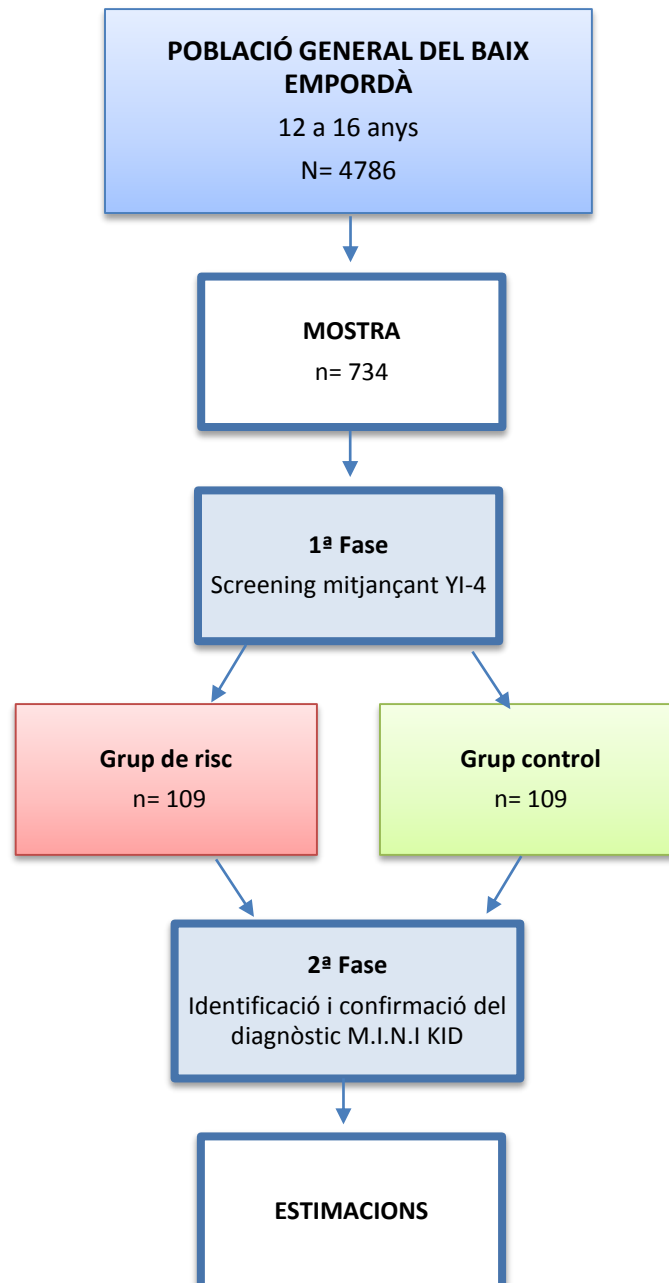 POBLACIÓ GENERAL DEL BAIX
EMPORDÀ
12 a 16 anys
N= 4786
MOSTRA
n= 734
1ª Fase
Screening mitjançant YI-4
Grup de risc
n= 109
Grup control
n= 109
2ª Fase
Identificació i confirmació del
diagnòstic M.I.N.I KID
ESTIMACIONS